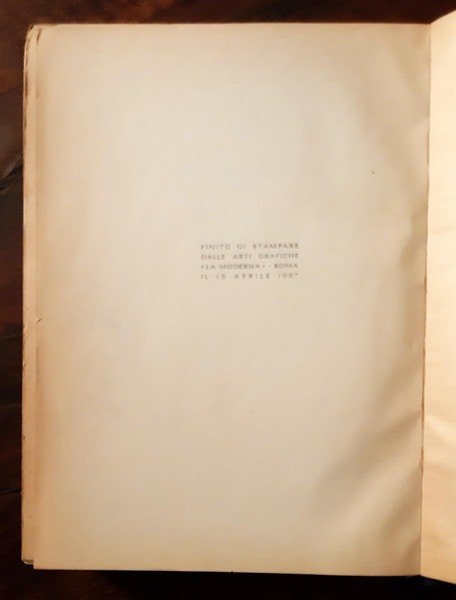 FINITO DI STAMPARE
DALLE ARTI GRAFICHE
"LA MODERNA" - ROMA
IL APRILE